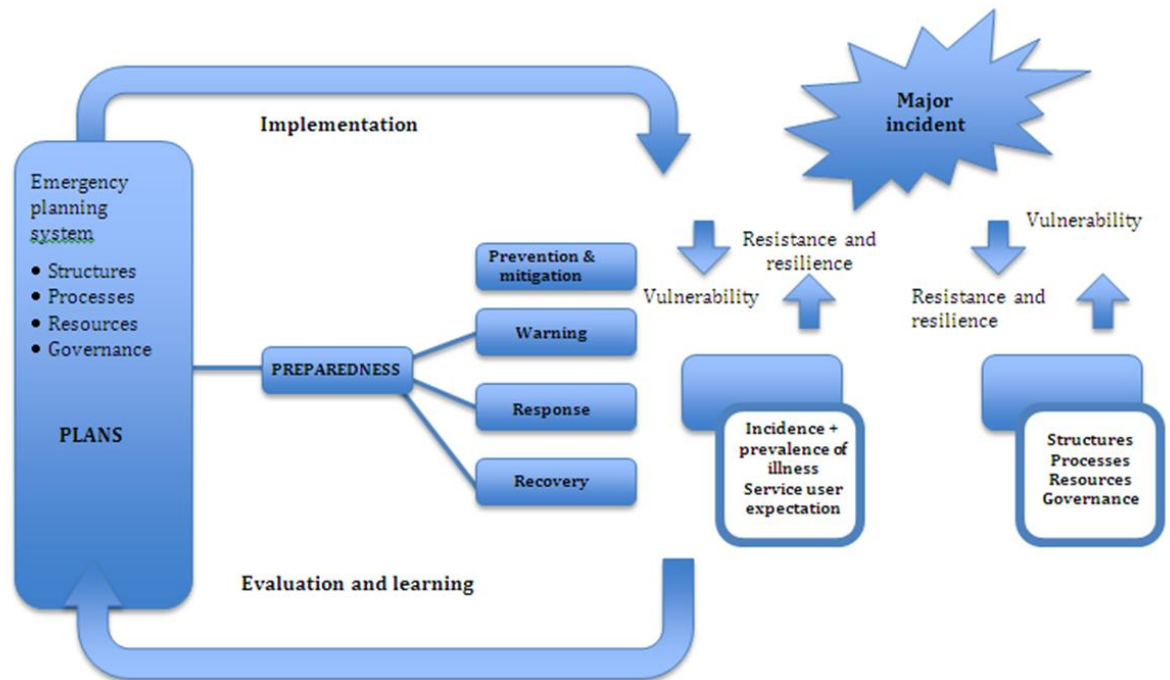 Implementation
Major
incident
Emergency
planning
system
• Structures
• Processes
• Resources
• Governance
PLANS
PREPAREDNESS
Prevention &
mitigation
Warning
Response
Recovery
Resistance and
resilience
Vulnerability
Vulnerability
Resistance and
resilience
Incidence +
prevalence of
illness
Service user
expectation
Structures
Processes
Resources
Governance
Evaluation and learning